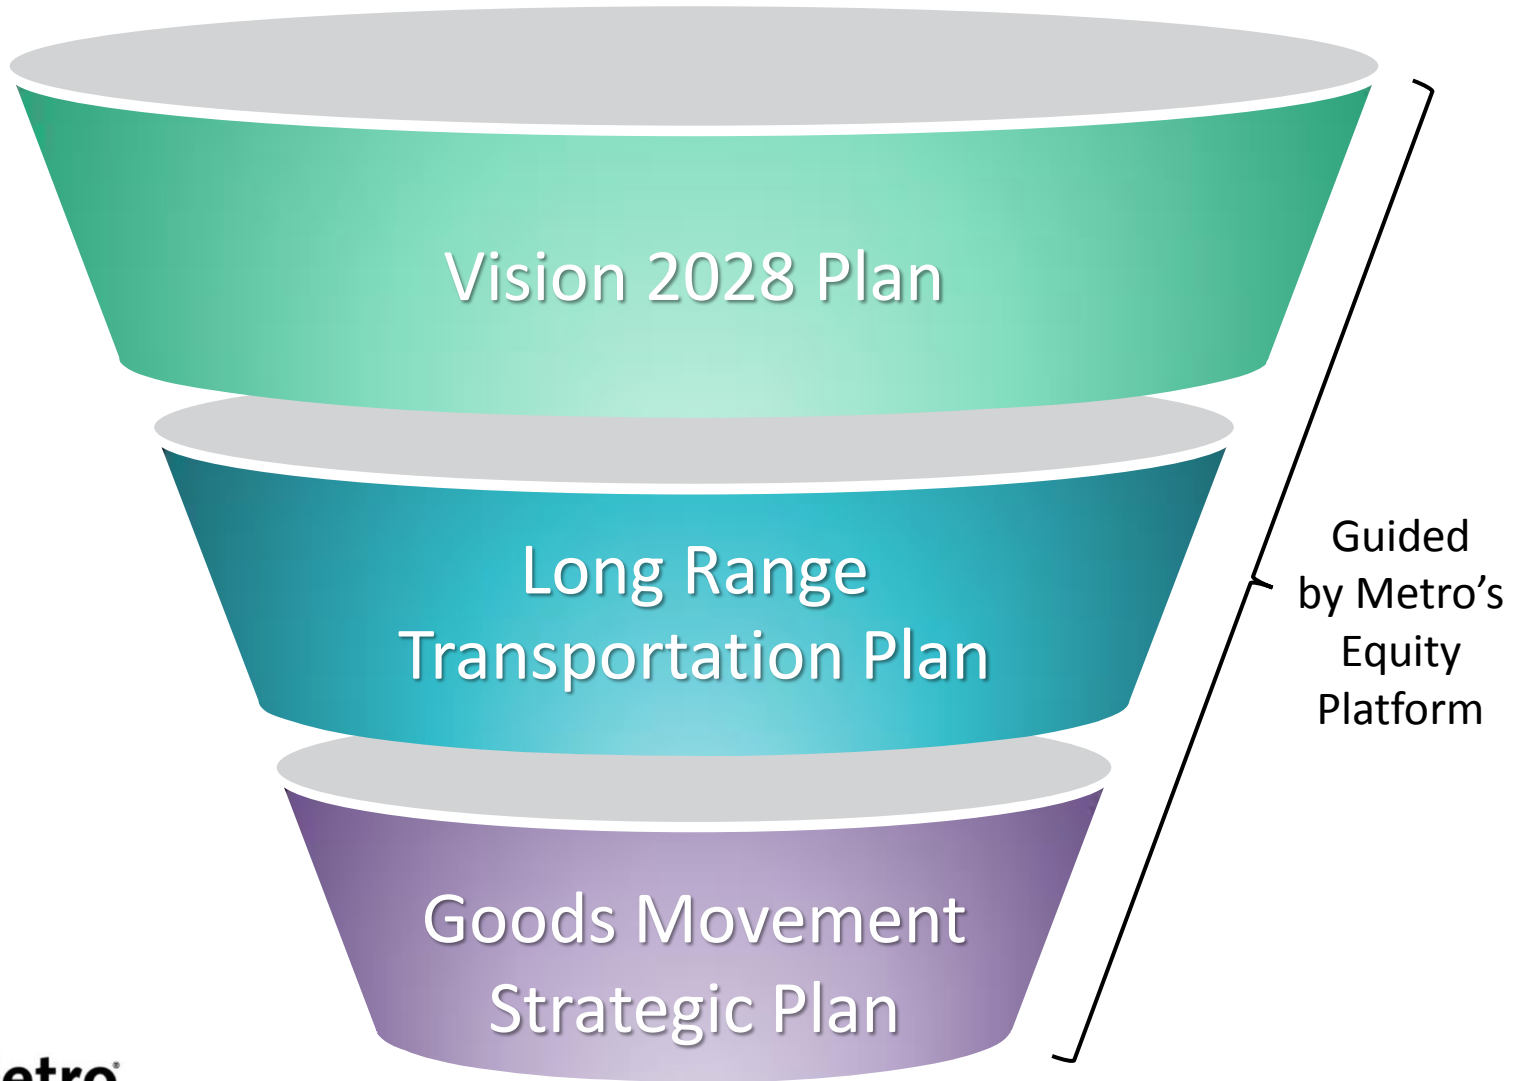 Vision 2028 Plan
Long Range
Transportation Plan
Guided
by Metro’s
Equity
Platform
Goods Movement
Strategic Plan